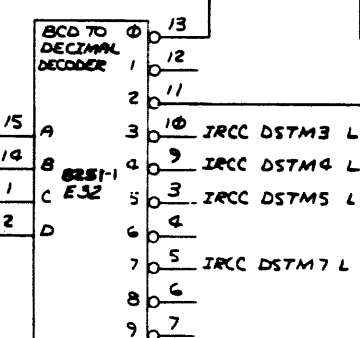 BCD TO Ø 13
DECIMAL
DECODER 1 12
2 11
15 A 3 1Ø IRCC DSTM3 L
14 B 4 9 IRCC DSTM4 L
8251-1
1 C E32 5 3 IRCC DSTM5 L
2 D 6 4
7 5 IRCC DSTM7 L
8 6
9 7